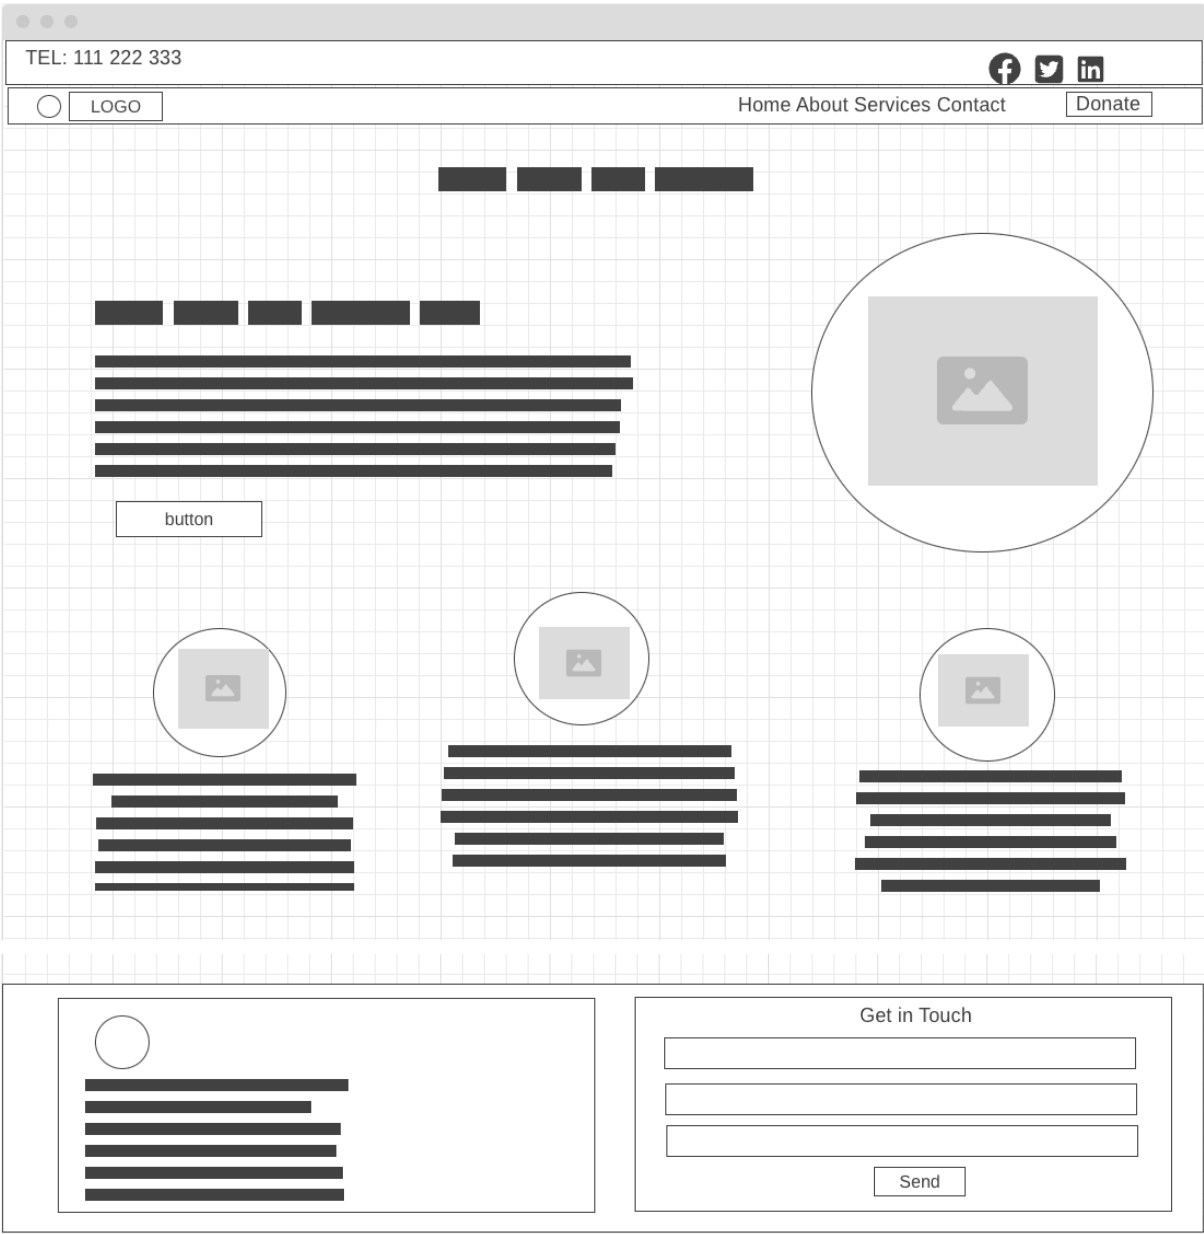 TEL: 111 222 333
LOGO
Home About Services Contact
Donate
button
Get in Touch
Send